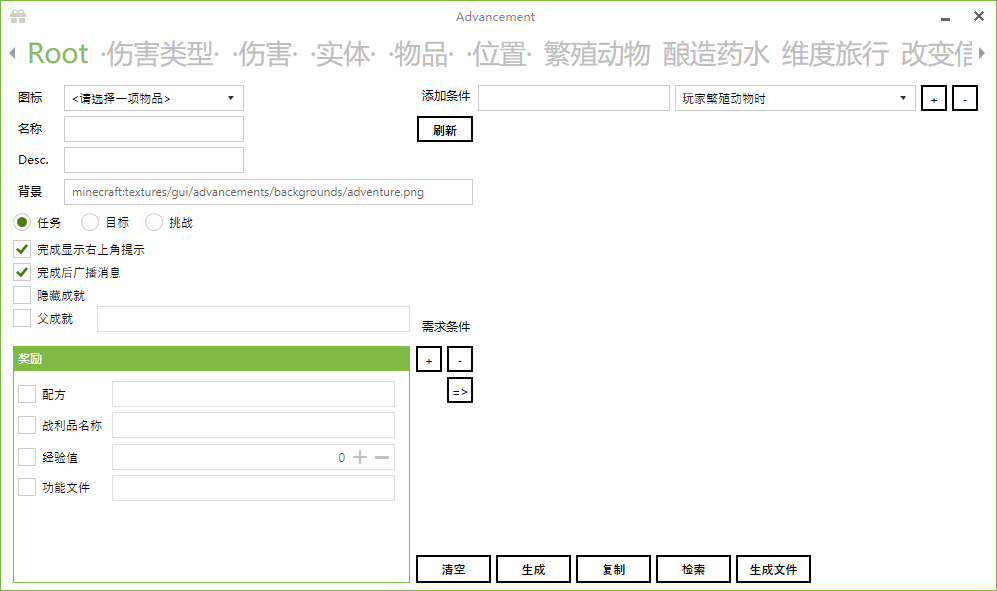 Advancement
Root ·伤害类型· ·伤害· ·实体· ·物品· ·位置· 繁殖动物 酿造药水 维度旅行 改变信
图标 <请选择一项物品> 添加条件 玩家繁殖动物时 + -
名称 刷新
Desc.
背景 minecraft:textures/gui/advancements/backgrounds/adventure.png
任务 目标 挑战
完成显示右上角提示
完成后广播消息
隐藏成就
父成就 需求条件
奖励 + -
=>
配方
战利品名称
经验值 0
功能文件
清空 生成 复制 检索 生成文件